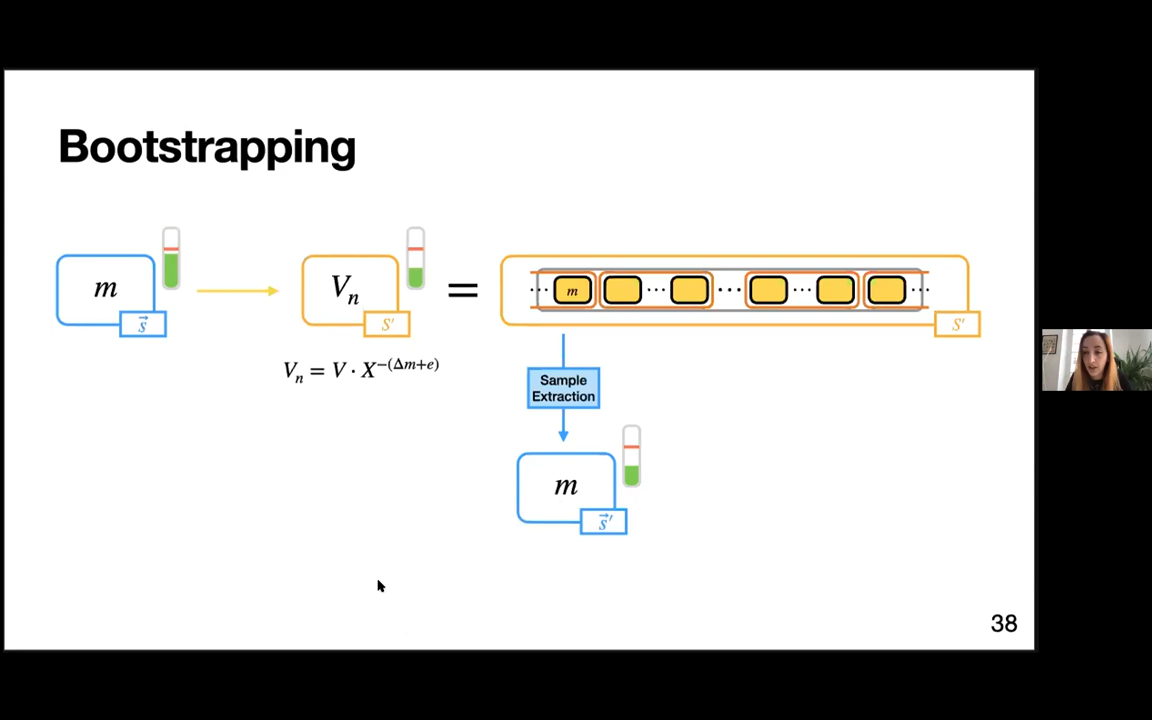 Bootstrapping
m
s⃗
Vₙ
S'
=
··· m ··· ··· ··· ···
S'
Vₙ = V · X^−(Δm+e)
Sample
Extraction
m
s⃗'
38